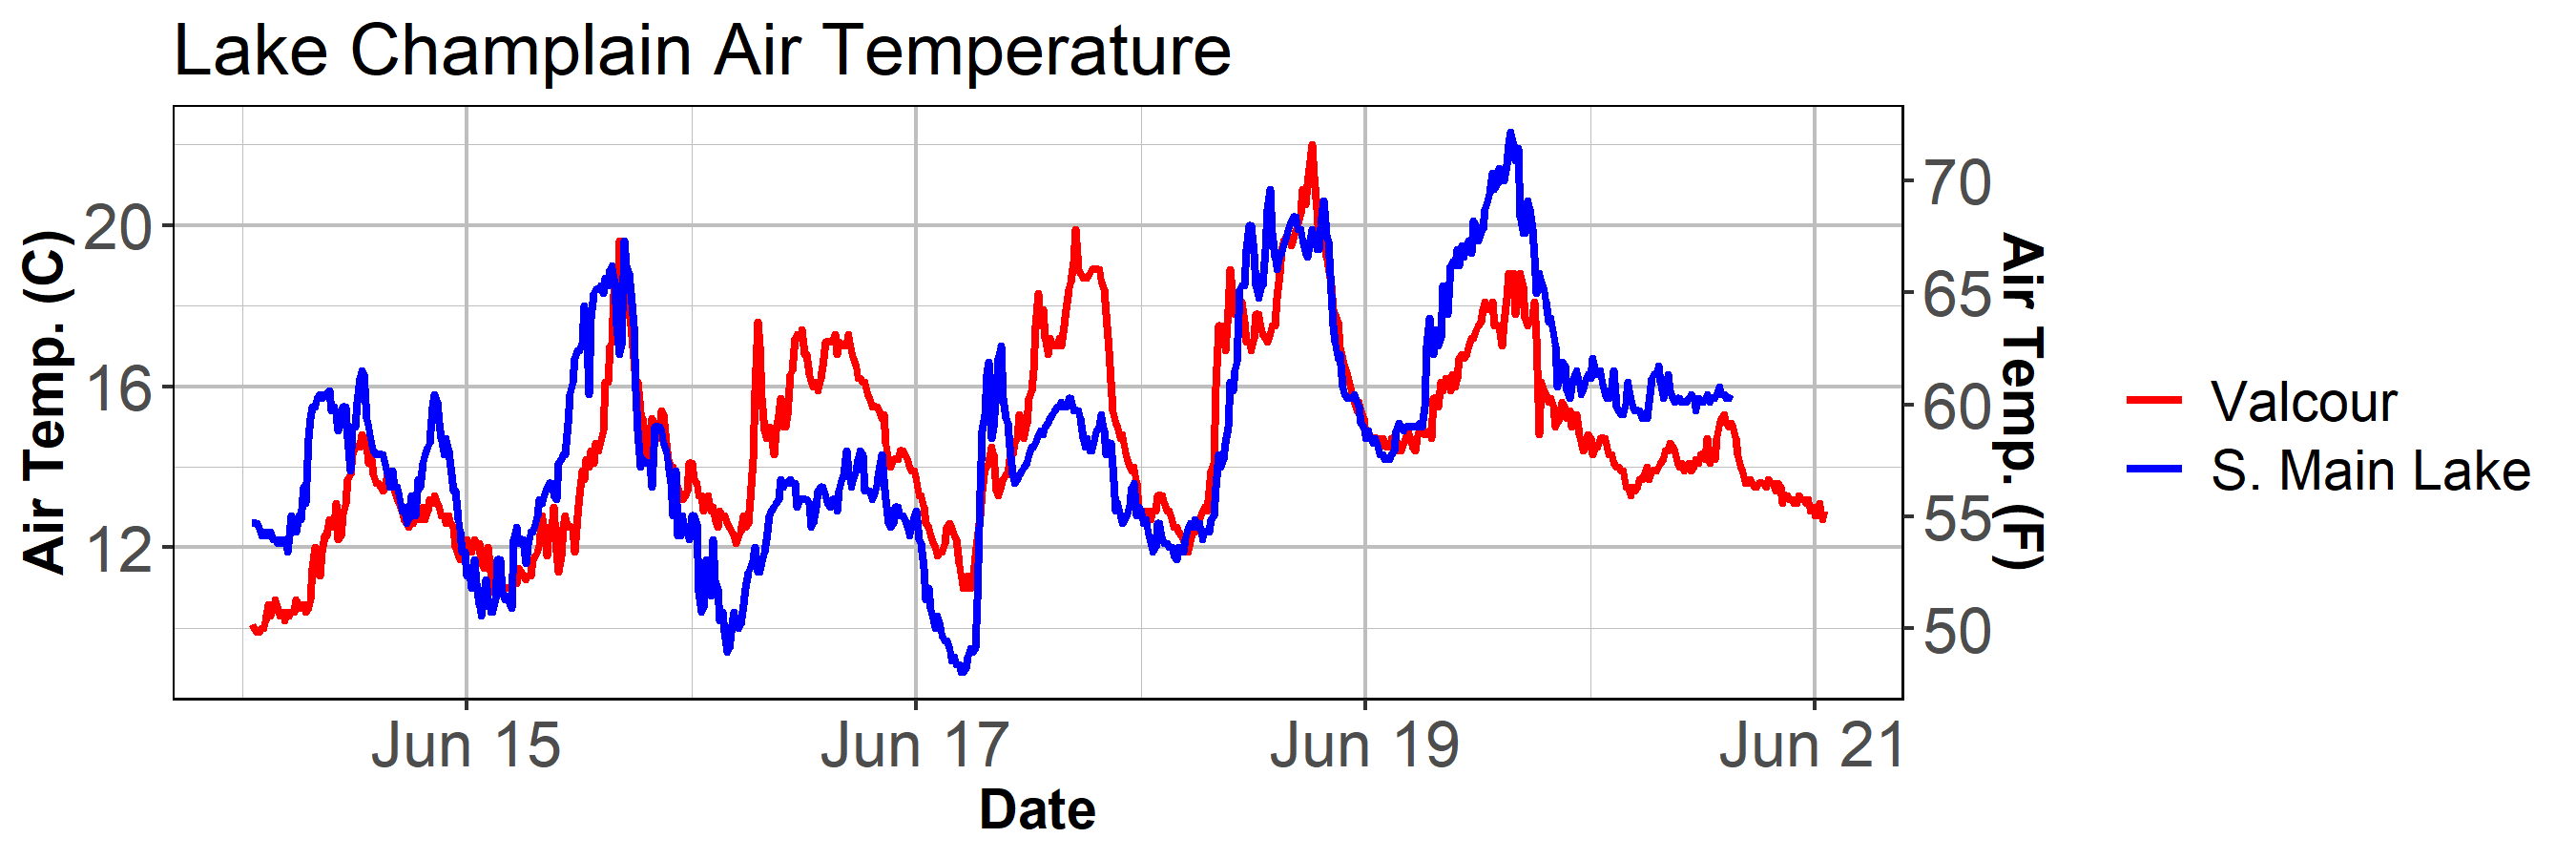 Lake Champlain Air Temperature
Air Temp. (C)
20
16
12
70
65
60
55
50
Air Temp. (F)
Jun 15
Jun 17
Jun 19
Jun 21
Date
Valcour
S. Main Lake